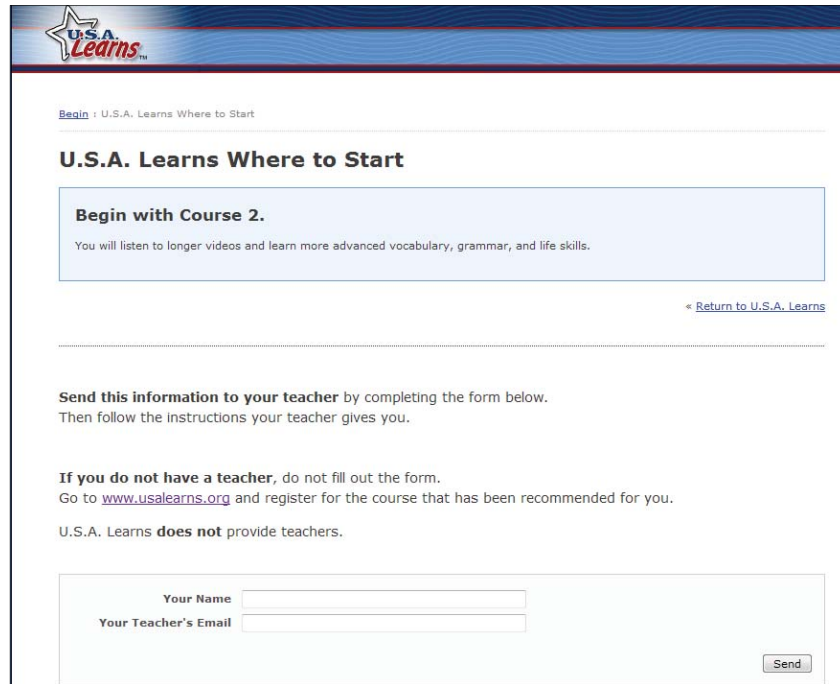 U.S.A.
Learns TM
Begin : U.S.A. Learns Where to Start
U.S.A. Learns Where to Start
Begin with Course 2.
You will listen to longer videos and learn more advanced vocabulary, grammar, and life skills.
« Return to U.S.A. Learns
Send this information to your teacher by completing the form below.
Then follow the instructions your teacher gives you.
If you do not have a teacher, do not fill out the form.
Go to www.usalearns.org and register for the course that has been recommended for you.
U.S.A. Learns does not provide teachers.
Your Name
Your Teacher's Email
Send